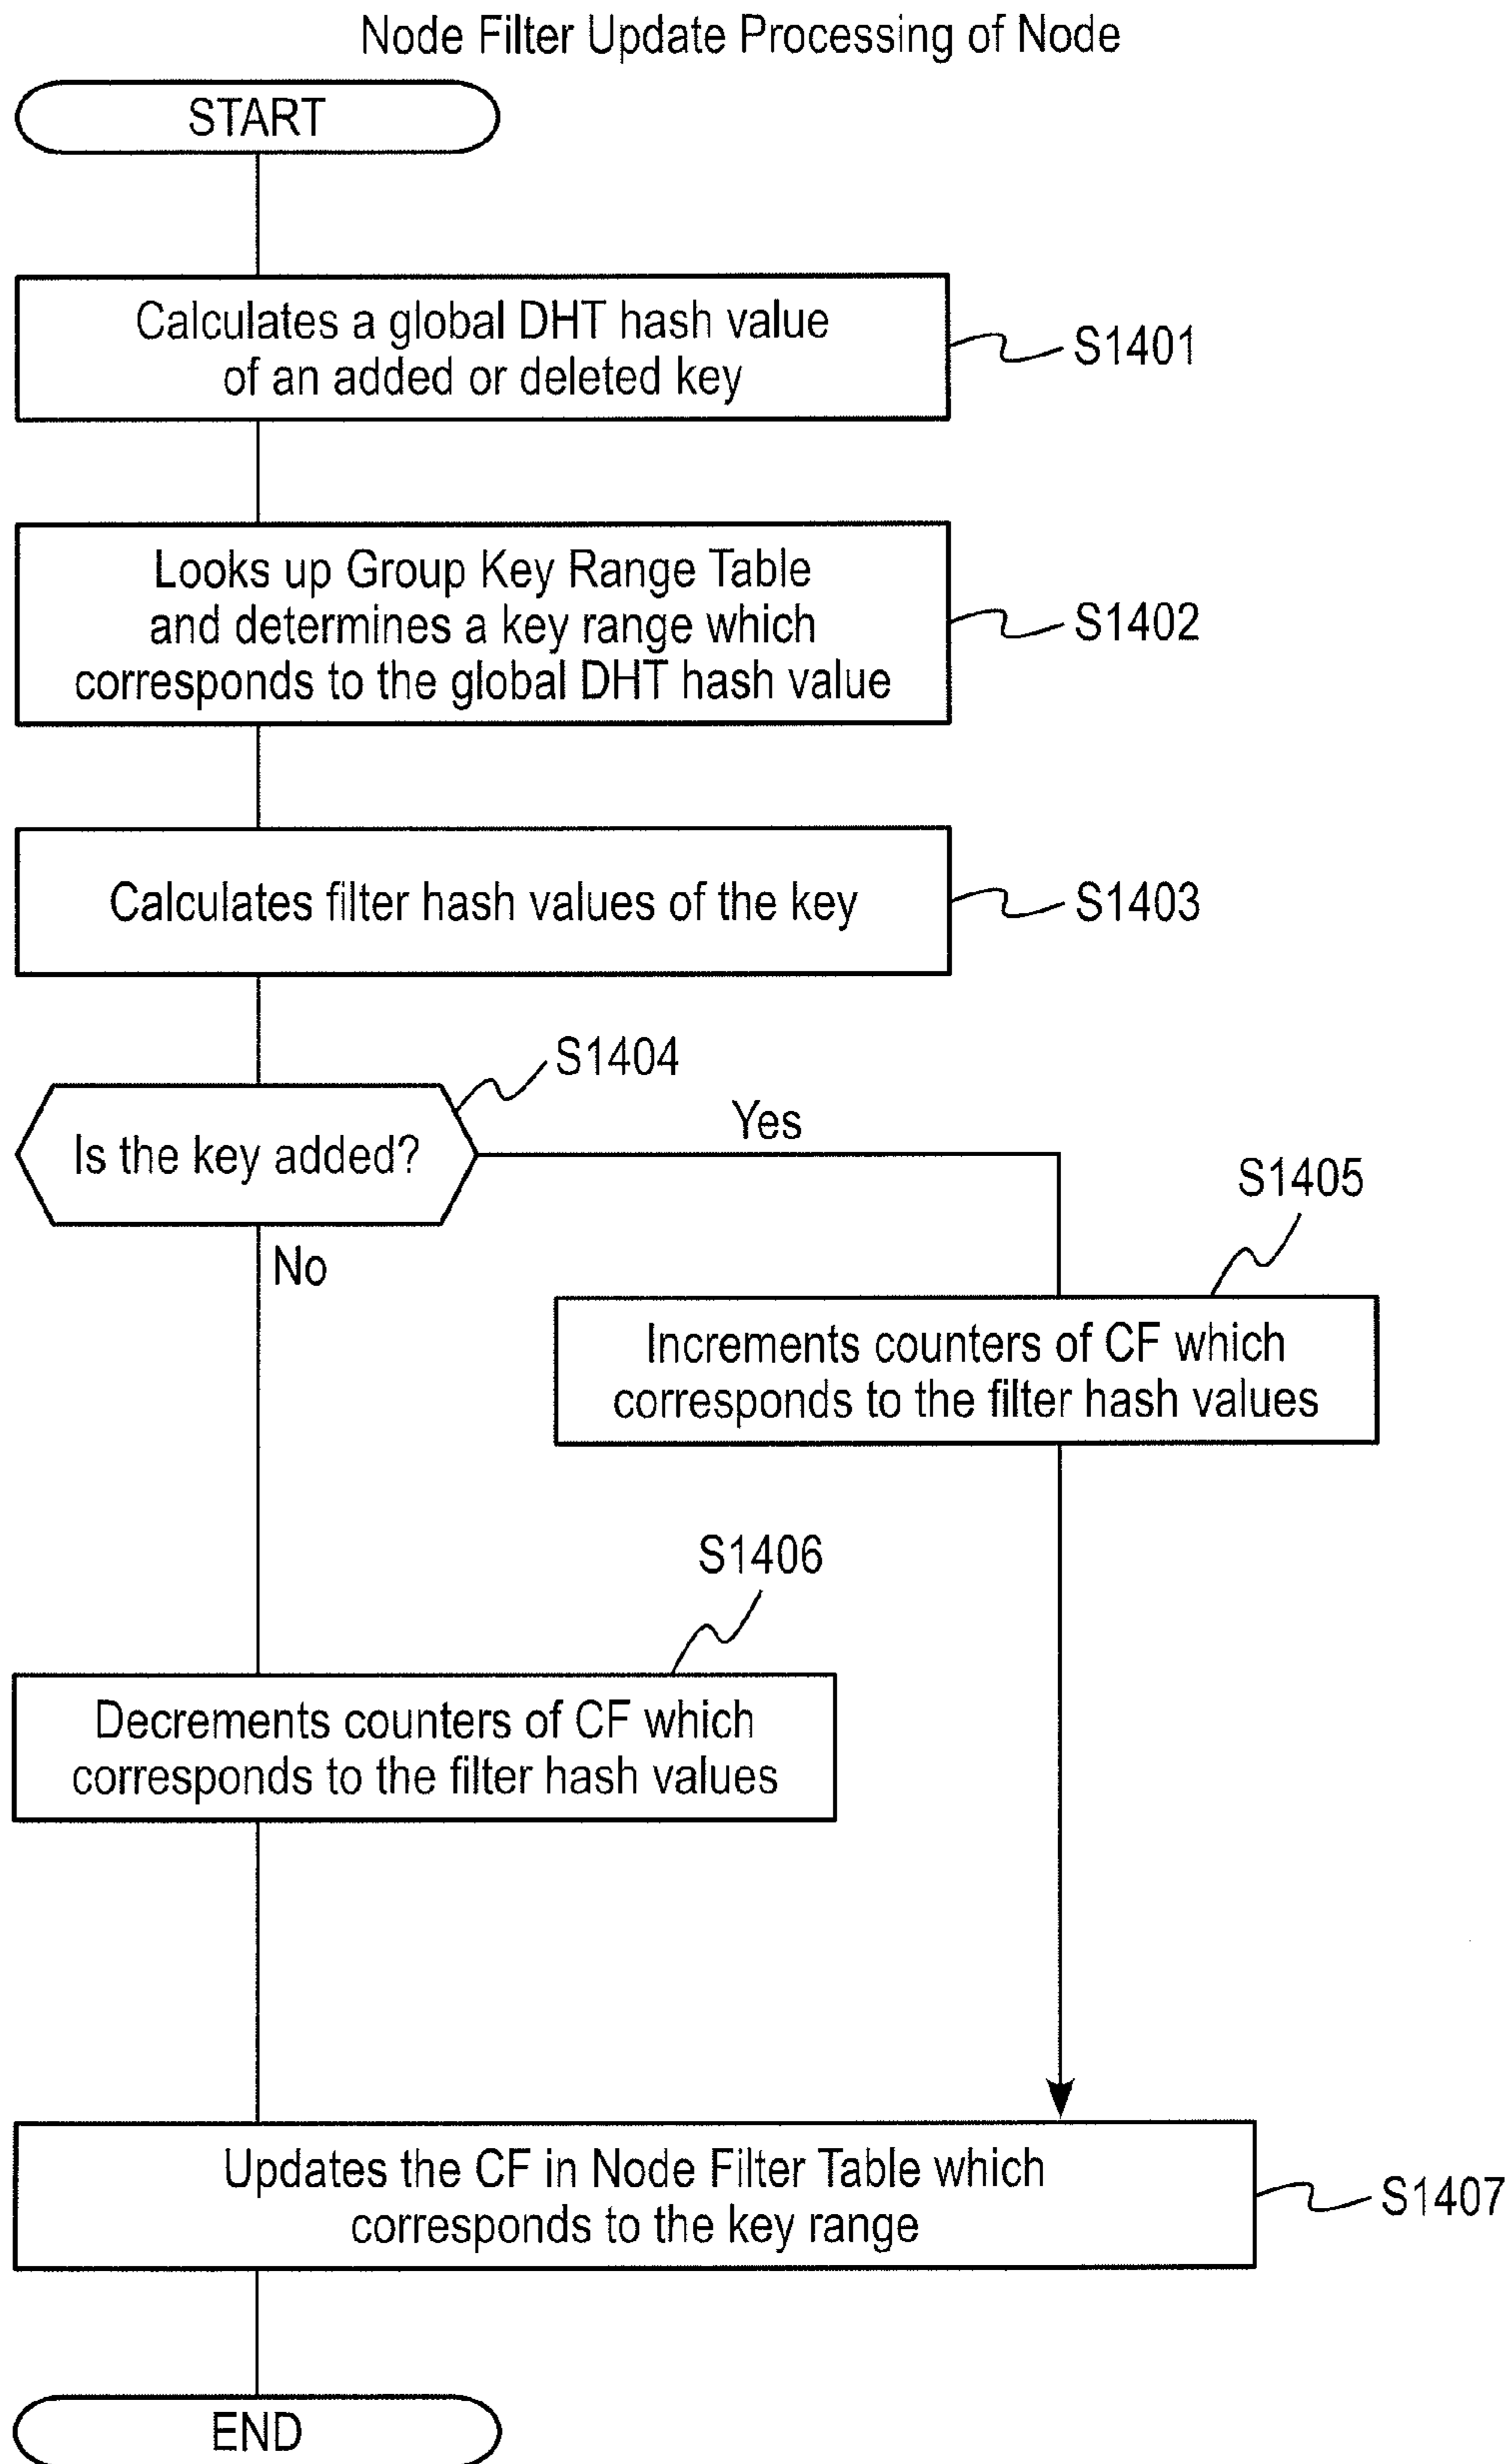 Node Filter Update Processing of Node
START
Calculates a global DHT hash value
of an added or deleted key
S1401
Looks up Group Key Range Table
and determines a key range which
corresponds to the global DHT hash value
S1402
Calculates filter hash values of the key
S1403
S1404
Is the key added?
Yes
No
S1405
Increments counters of CF which
corresponds to the filter hash values
S1406
Decrements counters of CF which
corresponds to the filter hash values
Updates the CF in Node Filter Table which
corresponds to the key range
S1407
END